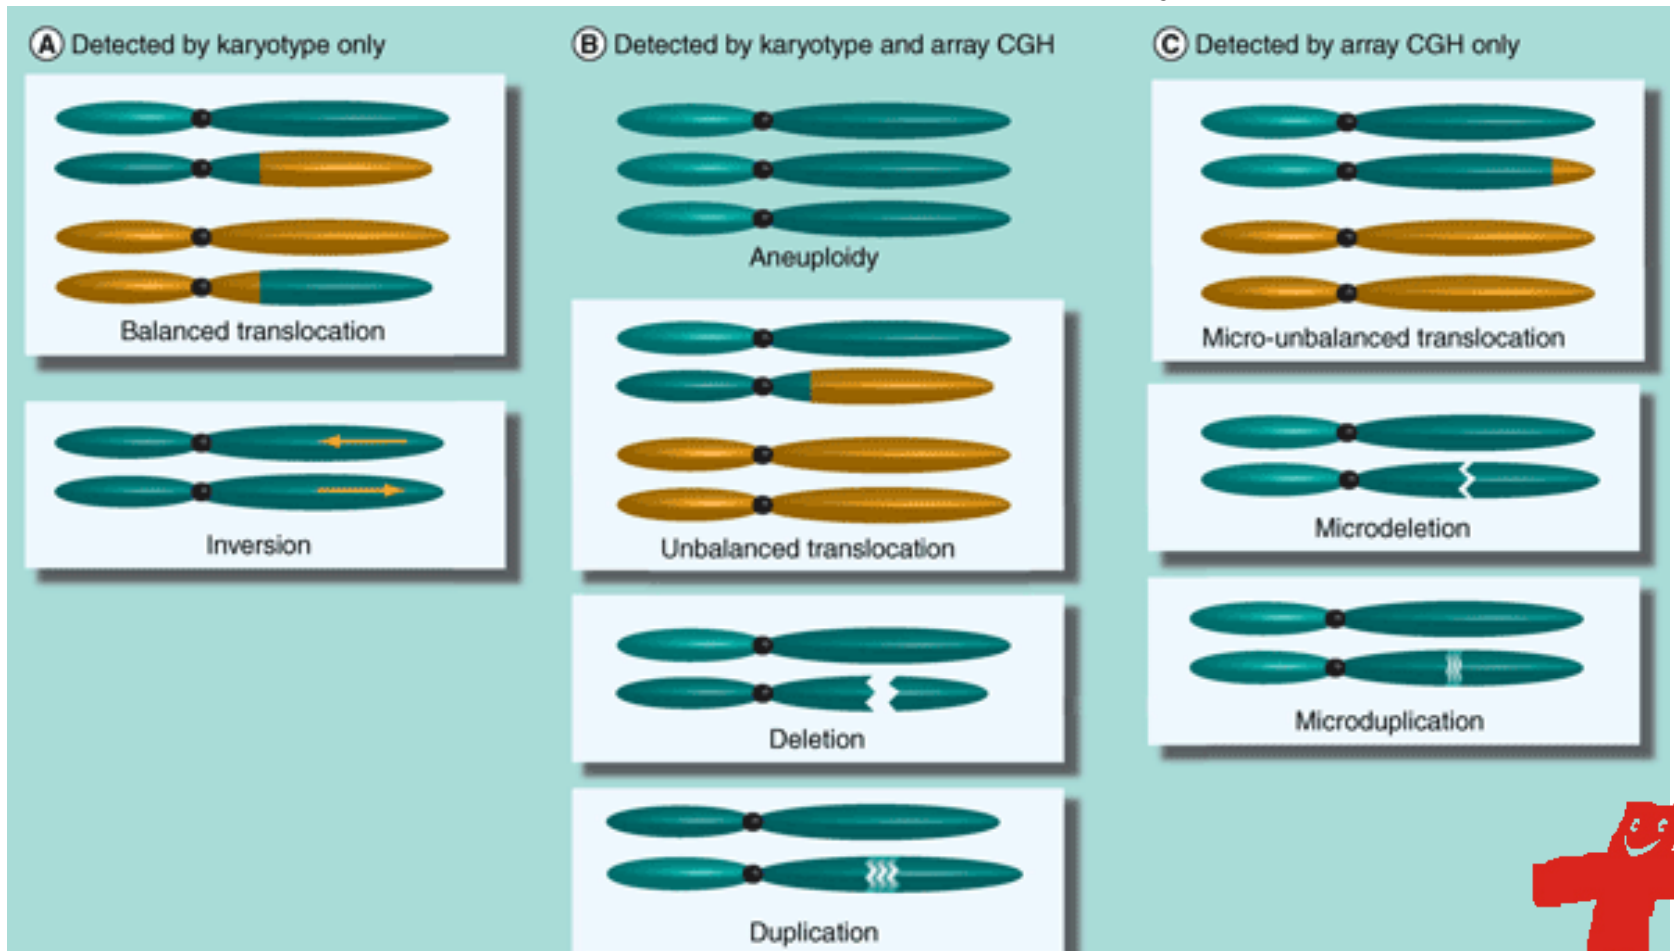 A Detected by karyotype only
Balanced translocation
Inversion
B Detected by karyotype and array CGH
Aneuploidy
Unbalanced translocation
Deletion
Duplication
C Detected by array CGH only
Micro-unbalanced translocation
Microdeletion
Microduplication